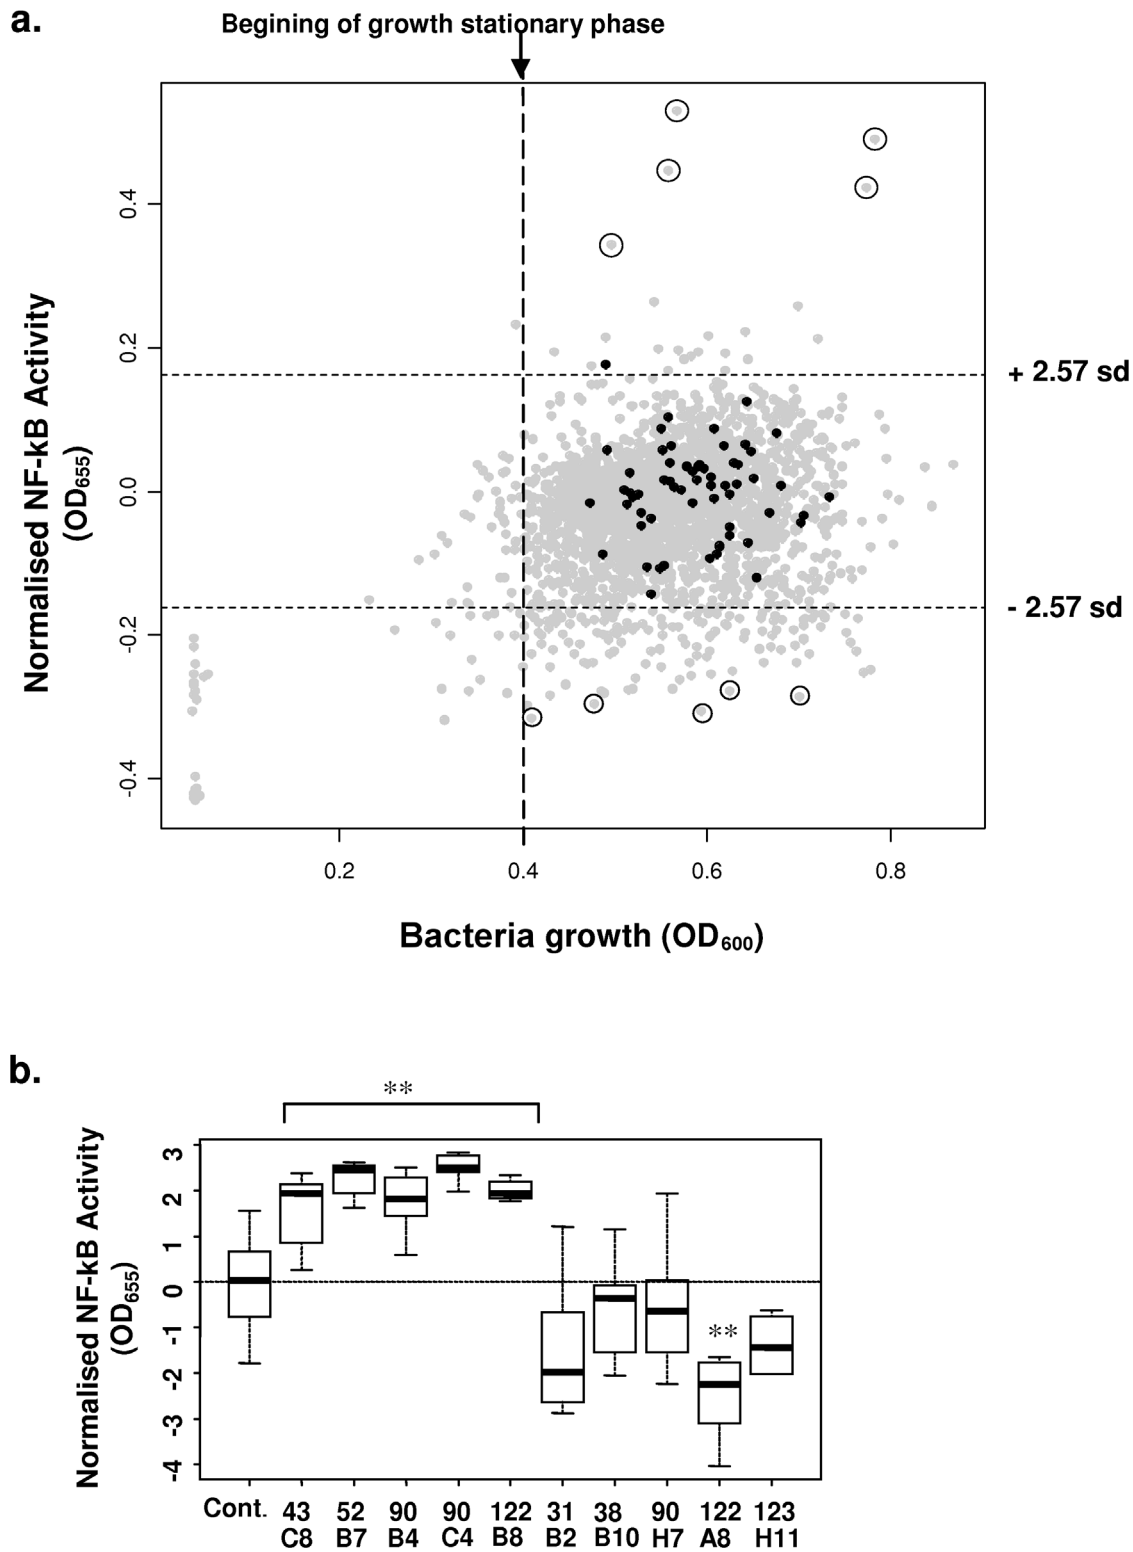 a.
Begining of growth stationary phase
Normalised NF-kB Activity
(OD655)
0.4
0.2
0.0
-0.2
-0.4
+ 2.57 sd
- 2.57 sd
0.2 0.4 0.6 0.8
Bacteria growth (OD600)
b.
**
Normalised NF-kB Activity
(OD655)
3
2
1
0
-1
-2
-3
-4
**
Cont. 43 52 90 90 122 31 38 90 122 123
C8 B7 B4 C4 B8 B2 B10 H7 A8 H11